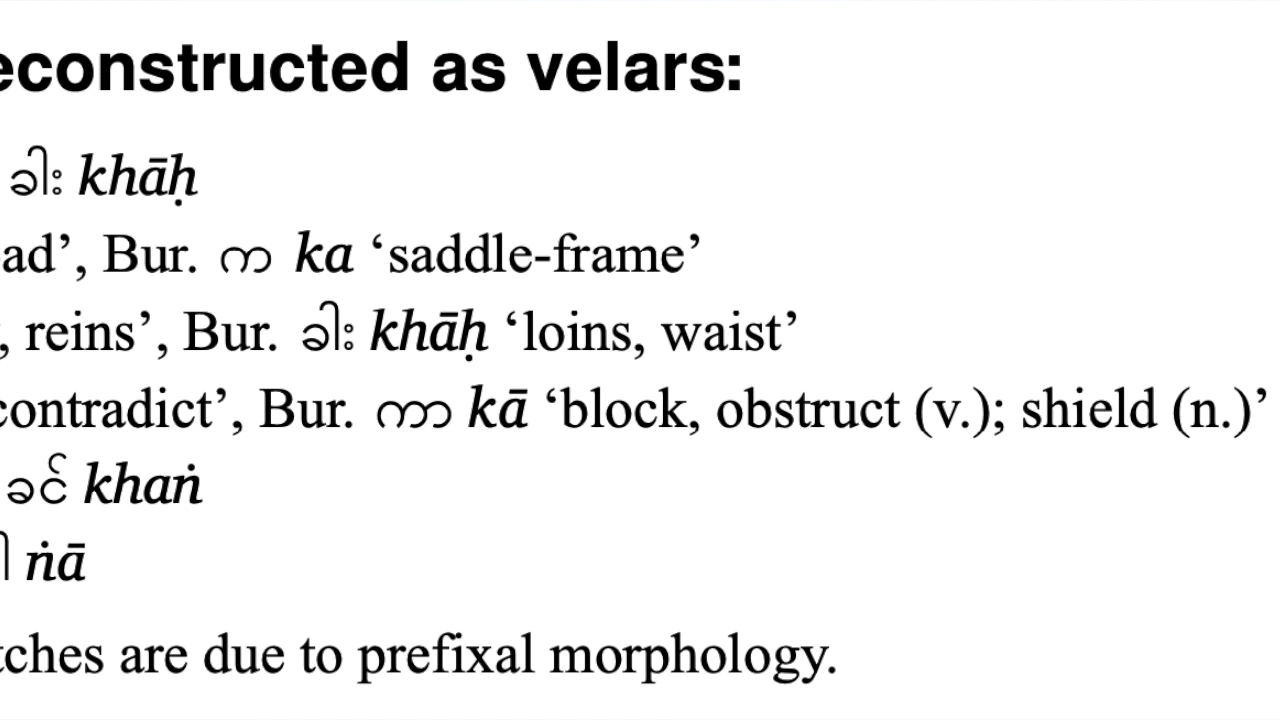 econstructed as velars:
ခါး khāḥ
ad’, Bur. က ka ‘saddle-frame’
, reins’, Bur. ခါး khāḥ ‘loins, waist’
contradict’, Bur. ကာ kā ‘block, obstruct (v.); shield (n.)’
ခင် khaṅ
ṅā
tches are due to prefixal morphology.